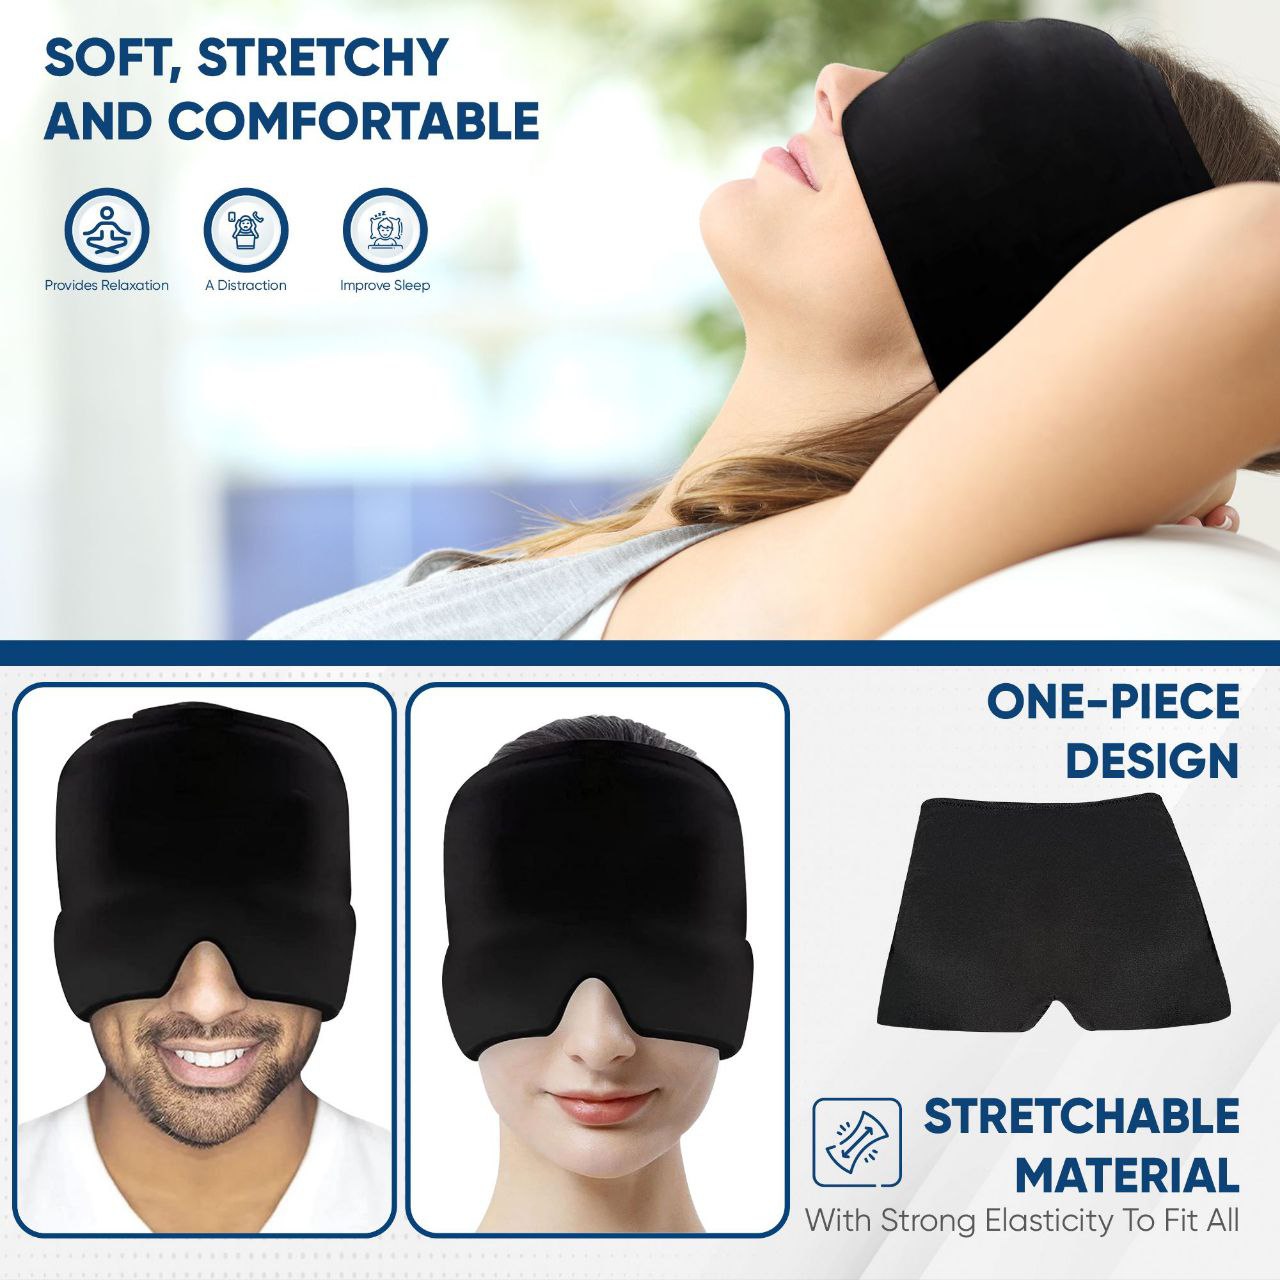 SOFT, STRETCHY
AND COMFORTABLE
Provides Relaxation
A Distraction
Improve Sleep
ONE-PIECE
DESIGN
STRETCHABLE
MATERIAL
With Strong Elasticity To Fit All